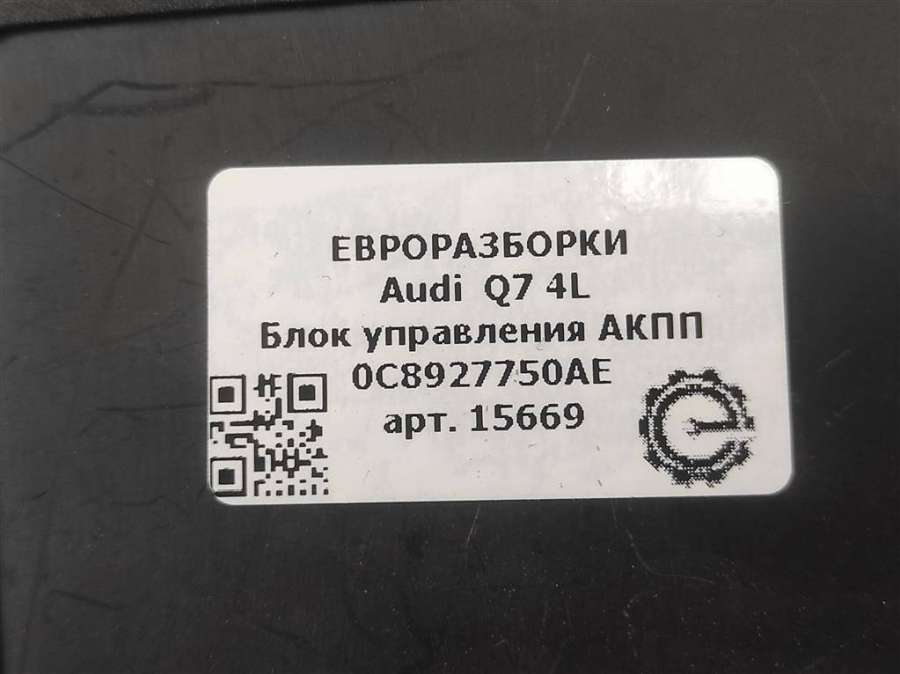 ЕВРОРАЗБОРКИ
Audi Q7 4L
Блок управления АКПП
0C8927750AE
арт. 15669